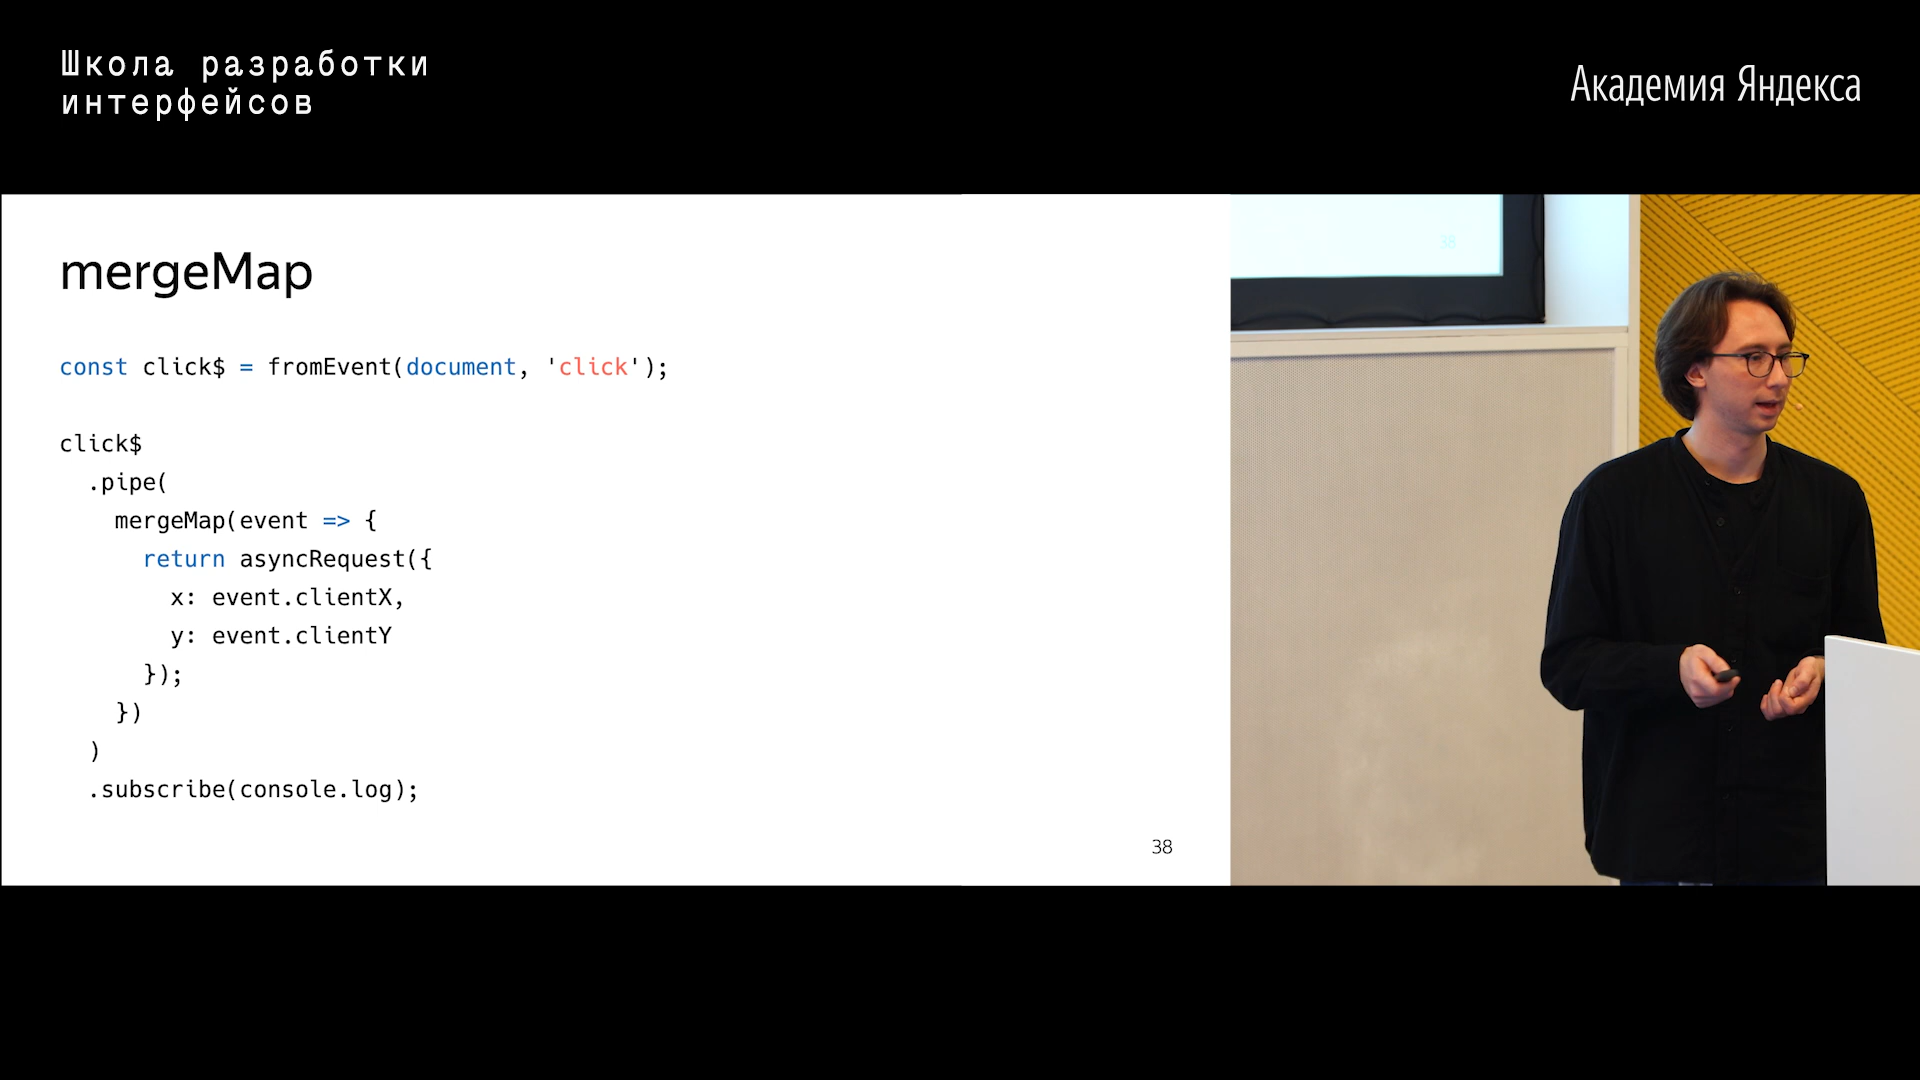 Школа разработки
интерфейсов
Академия Яндекса
mergeMap
const click$ = fromEvent(document, 'click');
click$
.pipe(
mergeMap(event => {
return asyncRequest({
x: event.clientX,
y: event.clientY
});
})
)
.subscribe(console.log);
38
38